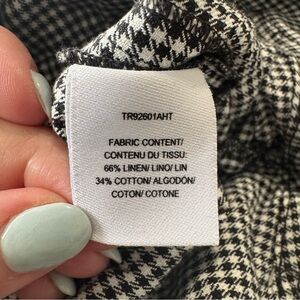 TR92601AHT
FABRIC CONTENT/
CONTENU DU TISSU:
66% LINEN/ LINO/ LIN
34% COTTON/ ALGODÓN/
COTON/ COTONE